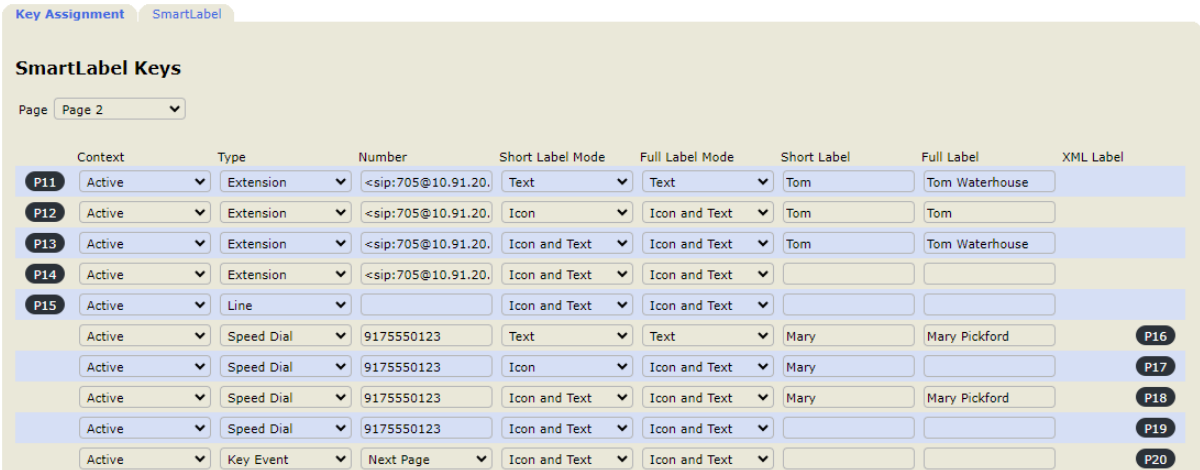 Key Assignment SmartLabel
SmartLabel Keys
Page Page 2
Context Type Number Short Label Mode Full Label Mode Short Label Full Label XML Label
P11 Active Extension <sip:705@10.91.20. Text Text Tom Tom Waterhouse
P12 Active Extension <sip:705@10.91.20. Icon Icon and Text Tom Tom
P13 Active Extension <sip:705@10.91.20. Icon and Text Icon and Text Tom Tom Waterhouse
P14 Active Extension <sip:705@10.91.20. Icon and Text Icon and Text
P15 Active Line Icon and Text Icon and Text
Active Speed Dial 9175550123 Text Text Mary Mary Pickford P16
Active Speed Dial 9175550123 Icon Icon and Text Mary P17
Active Speed Dial 9175550123 Icon and Text Icon and Text Mary Mary Pickford P18
Active Speed Dial 9175550123 Icon and Text Icon and Text P19
Active Key Event Next Page Icon and Text Icon and Text P20